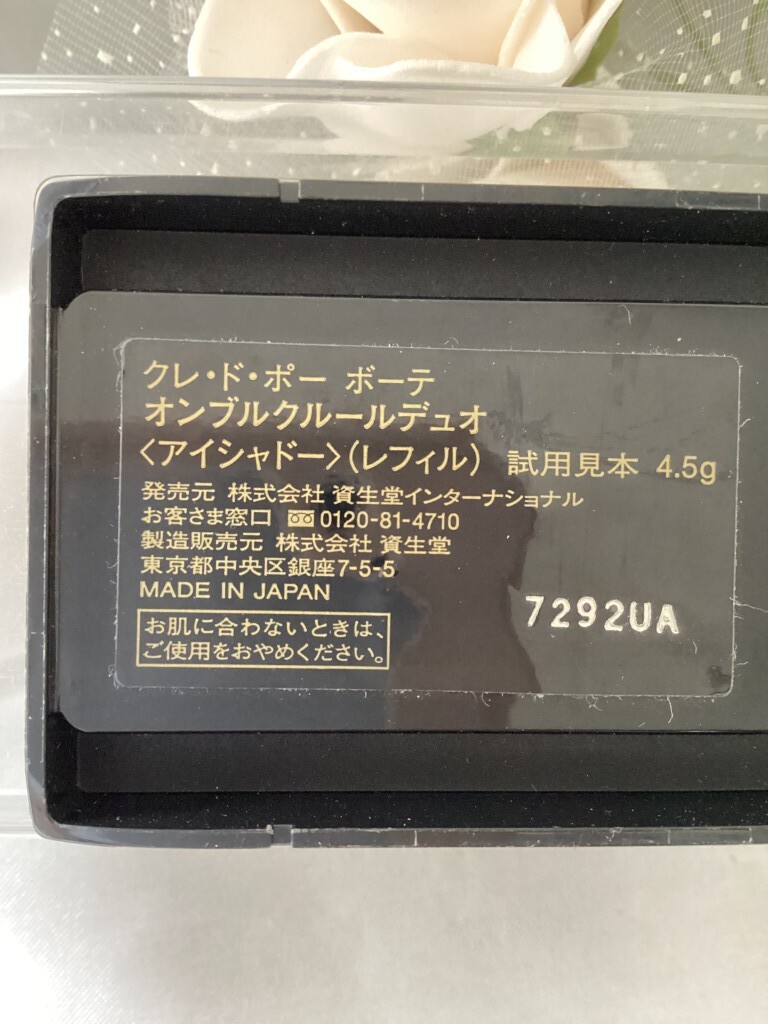 クレ・ド・ポー ボーテ
オンブルクルールデュオ
〈アイシャドー〉(レフィル) 試用見本 4.5g
発売元 株式会社 資生堂インターナショナル
お客さま窓口 0120-81-4710
製造販売元 株式会社 資生堂
東京都中央区銀座7-5-5
MADE IN JAPAN
7292UA
お肌に合わないときは、
ご使用をおやめください。